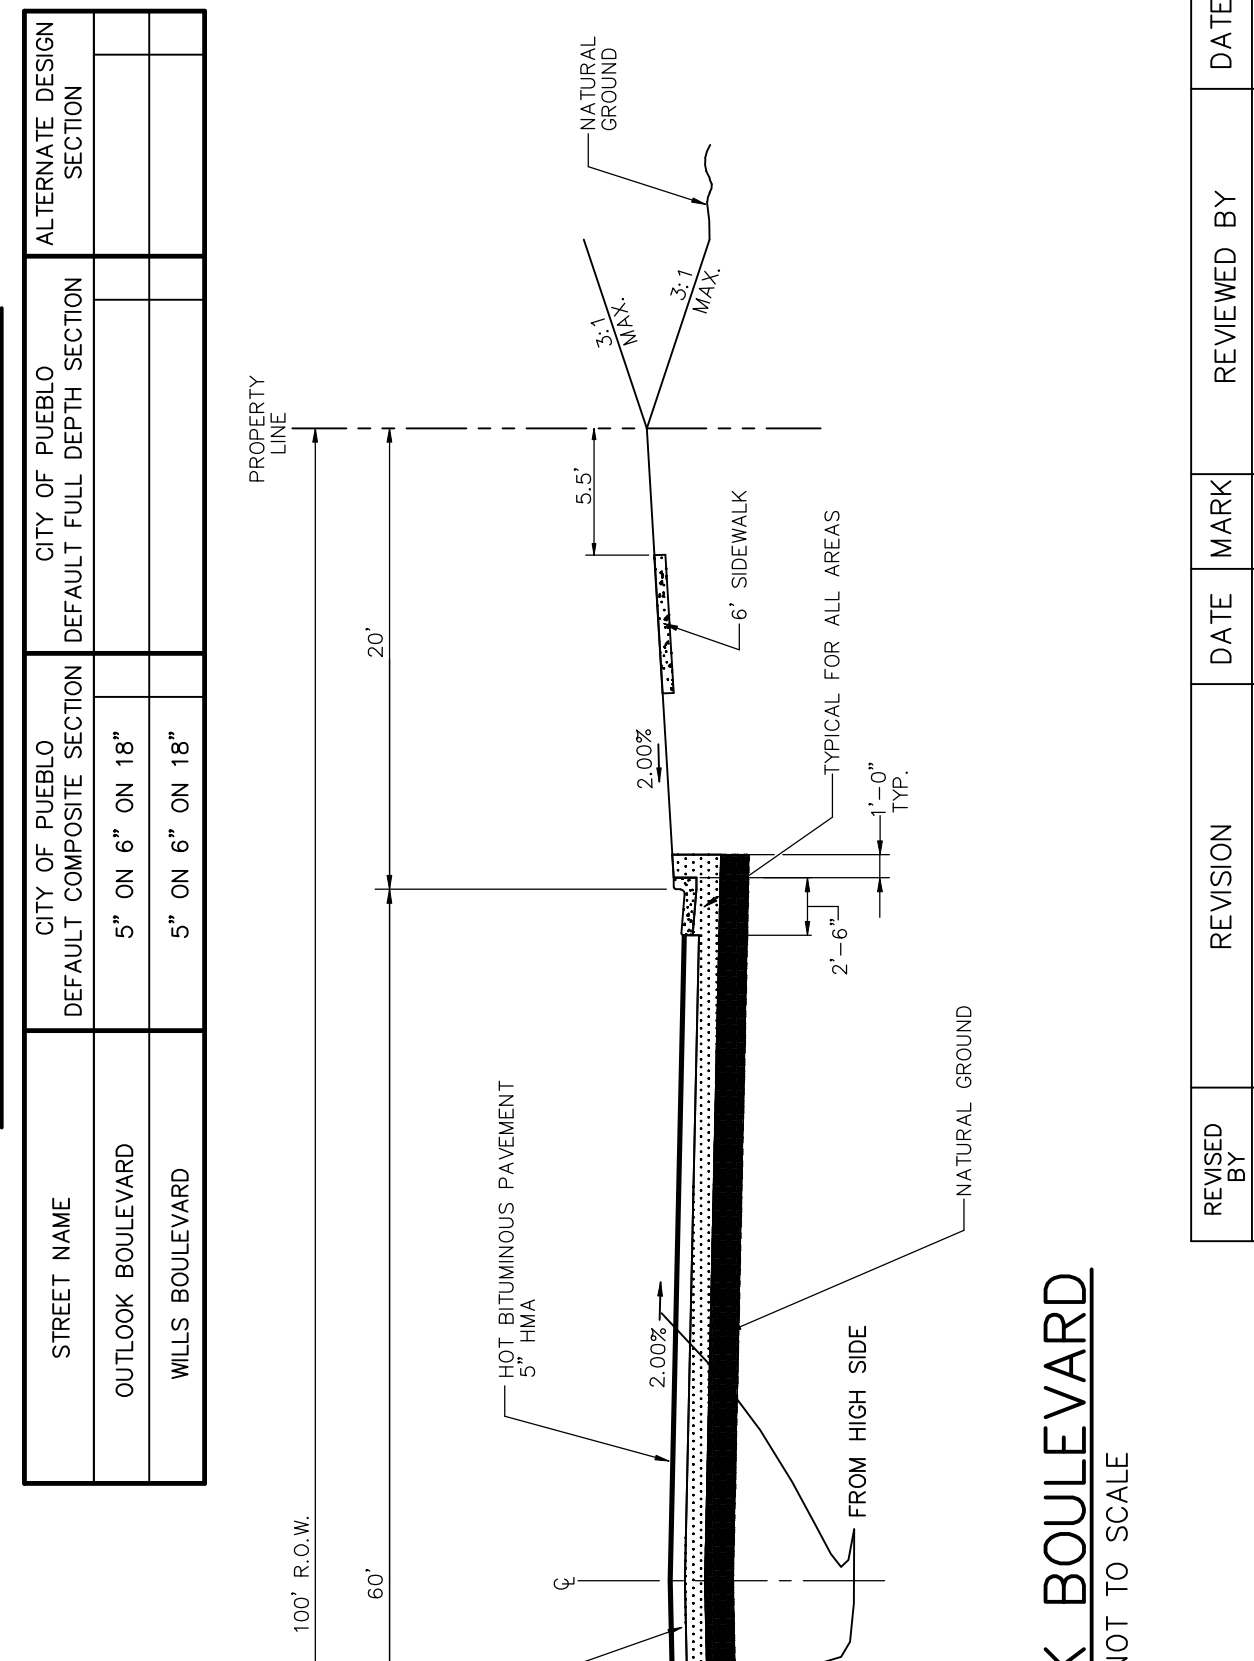 STREET NAME
CITY OF PUEBLO
DEFAULT COMPOSITE SECTION
CITY OF PUEBLO
DEFAULT FULL DEPTH SECTION
ALTERNATE DESIGN
SECTION
OUTLOOK BOULEVARD
5" ON 6" ON 18"
WILLS BOULEVARD
5" ON 6" ON 18"
PROPERTY
LINE
100' R.O.W.
60'
20'
HOT BITUMINOUS PAVEMENT
5" HMA
5.5'
NATURAL
GROUND
3:1
MAX.
3:1
MAX.
2.00%
2.00%
6' SIDEWALK
TYPICAL FOR ALL AREAS
1'-0"
TYP.
2'-6"
NATURAL GROUND
FROM HIGH SIDE
℄
K BOULEVARD
NOT TO SCALE
REVISED
BY
REVISION
DATE
MARK
REVIEWED BY
DATE